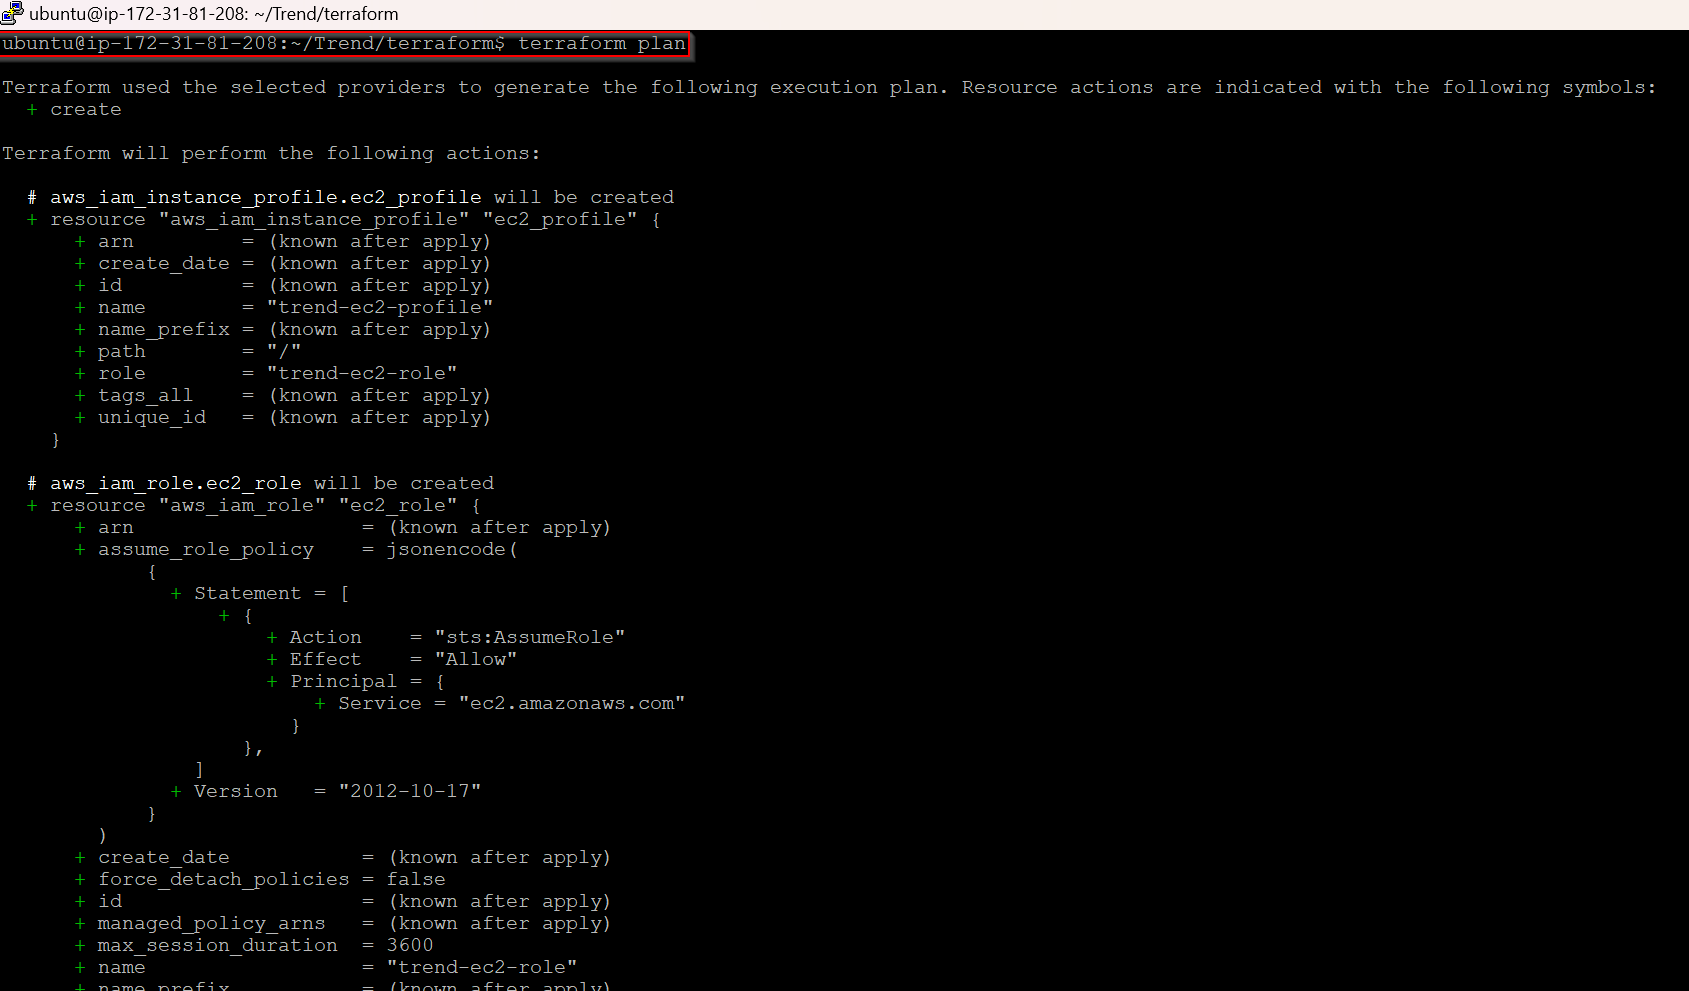 ubuntu@ip-172-31-81-208: ~/Trend/terraform
ubuntu@ip-172-31-81-208:~/Trend/terraform$ terraform plan
Terraform used the selected providers to generate the following execution plan. Resource actions are indicated with the following symbols:
  + create
Terraform will perform the following actions:
  # aws_iam_instance_profile.ec2_profile will be created
  + resource "aws_iam_instance_profile" "ec2_profile" {
      + arn         = (known after apply)
      + create_date = (known after apply)
      + id          = (known after apply)
      + name        = "trend-ec2-profile"
      + name_prefix = (known after apply)
      + path        = "/"
      + role        = "trend-ec2-role"
      + tags_all    = (known after apply)
      + unique_id   = (known after apply)
    }
  # aws_iam_role.ec2_role will be created
  + resource "aws_iam_role" "ec2_role" {
      + arn                   = (known after apply)
      + assume_role_policy    = jsonencode(
            {
              + Statement = [
                  + {
                      + Action    = "sts:AssumeRole"
                      + Effect    = "Allow"
                      + Principal = {
                          + Service = "ec2.amazonaws.com"
                        }
                    },
                ]
              + Version   = "2012-10-17"
            }
        )
      + create_date           = (known after apply)
      + force_detach_policies = false
      + id                    = (known after apply)
      + managed_policy_arns   = (known after apply)
      + max_session_duration  = 3600
      + name                  = "trend-ec2-role"
      + name_prefix           = (known after apply)